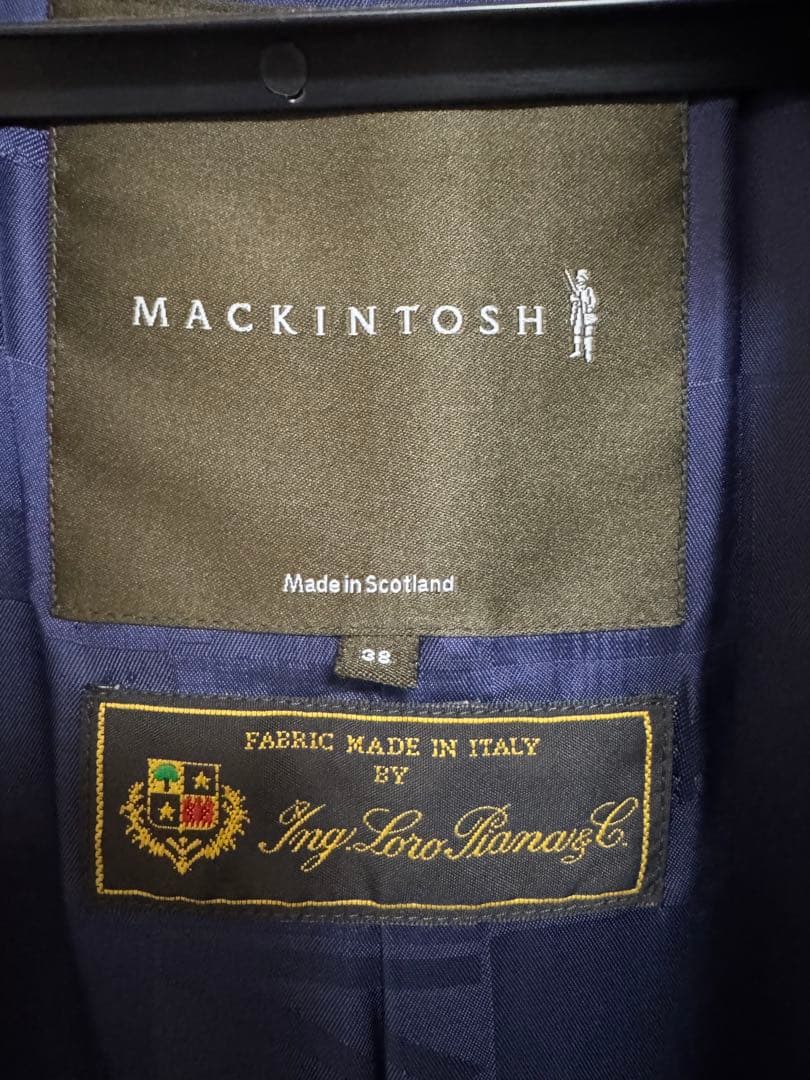 MACKINTOSH
Made in Scotland
38
FABRIC MADE IN ITALY
BY
Ing. Loro Piana & C.